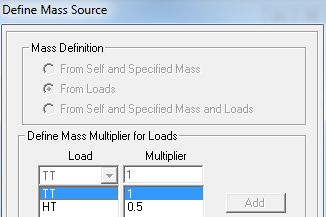 Define Mass Source
Mass Definition
From Self and Specified Mass
From Loads
From Self and Specified Mass and Loads
Define Mass Multiplier for Loads
Load Multiplier
TT 1
TT 1
HT 0.5
Add